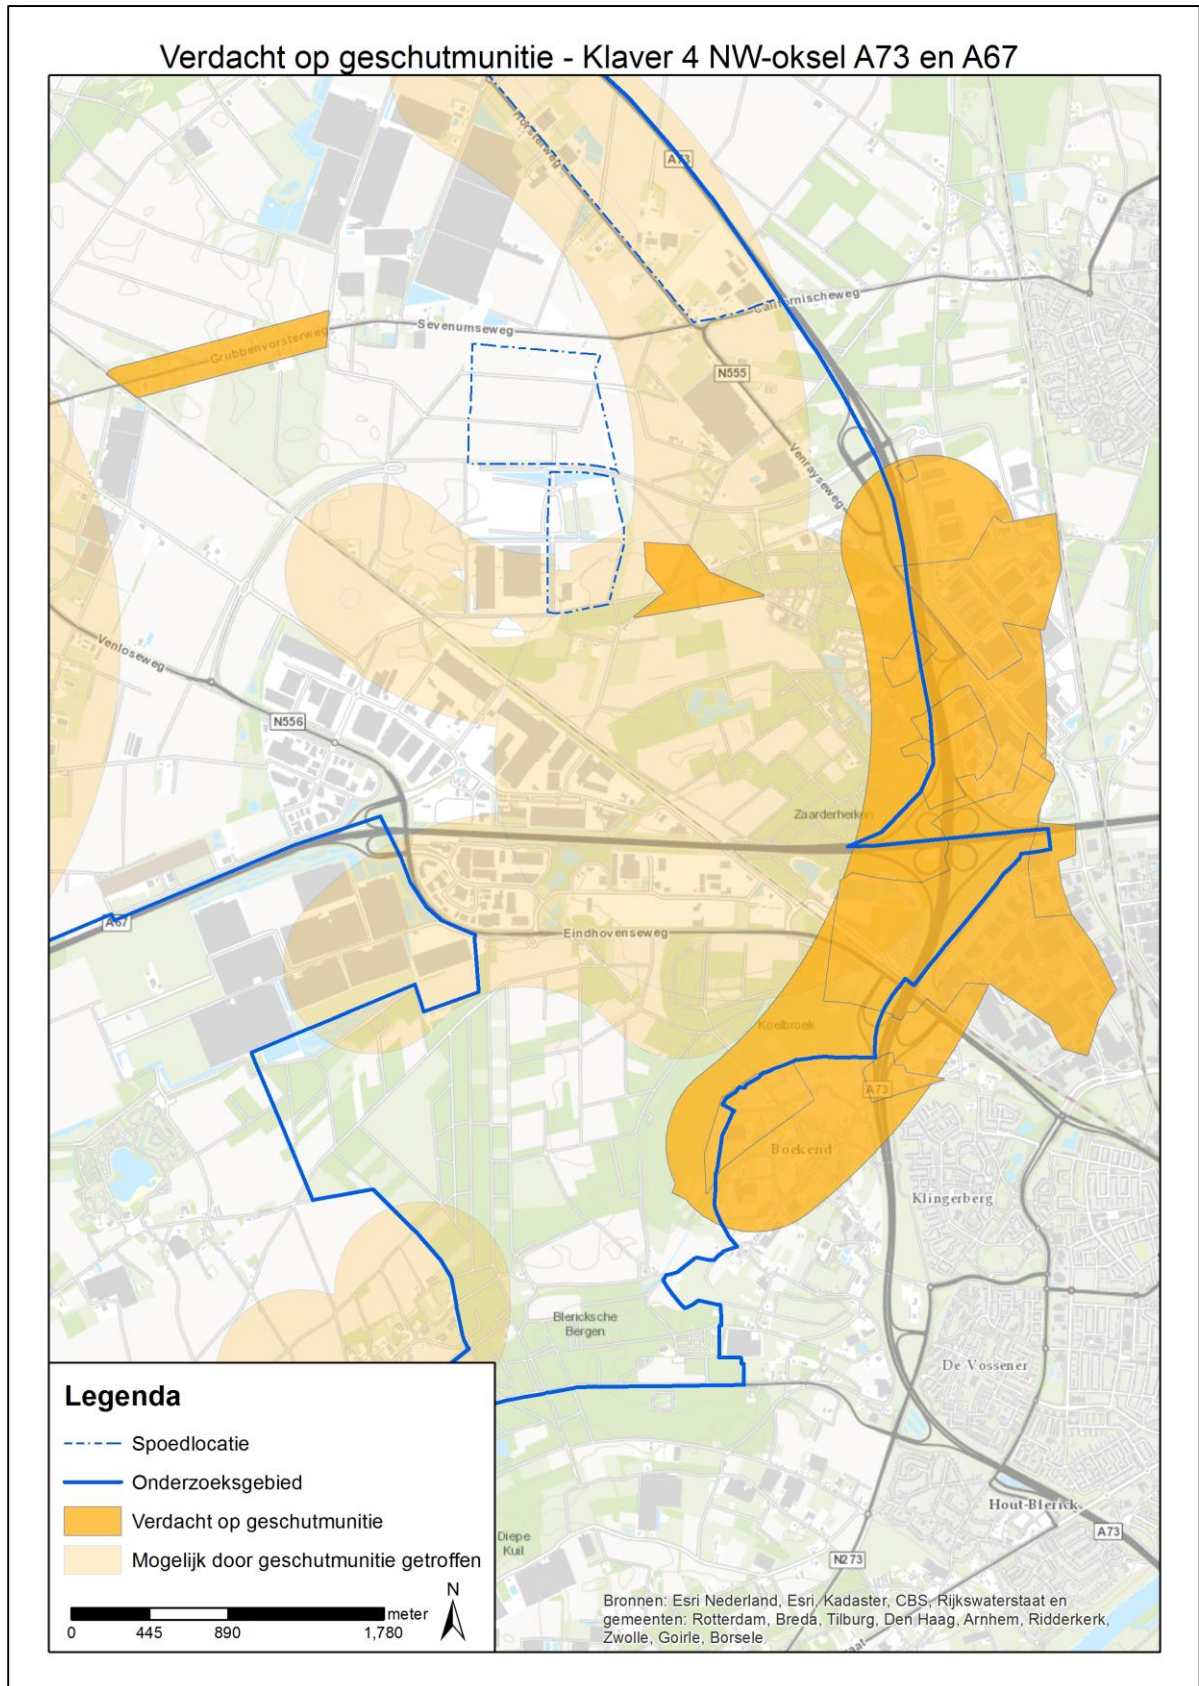 Verdacht op geschutmunitie - Klaver 4 NW-oksel A73 en A67
Horsterweg
A73
Californischeweg
Sevenumseweg
Grubbenvorsterweg
N555
Venrayseweg
Venloseweg
N556
Zaarderheiken
A67
Eindhovenseweg
Koelbroek
A73
Boekend
Klingerberg
Blericksche
Bergen
De Vossener
Hout-Blerick
A73
Diepe
Kuil
N273
Legenda
Spoedlocatie
Onderzoeksgebied
Verdacht op geschutmunitie
Mogelijk door geschutmunitie getroffen
N
meter
0 445 890 1,780
Bronnen: Esri Nederland, Esri, Kadaster, CBS, Rijkswaterstaat en
gemeenten: Rotterdam, Breda, Tilburg, Den Haag, Arnhem, Ridderkerk,
Zwolle, Goirle, Borsele